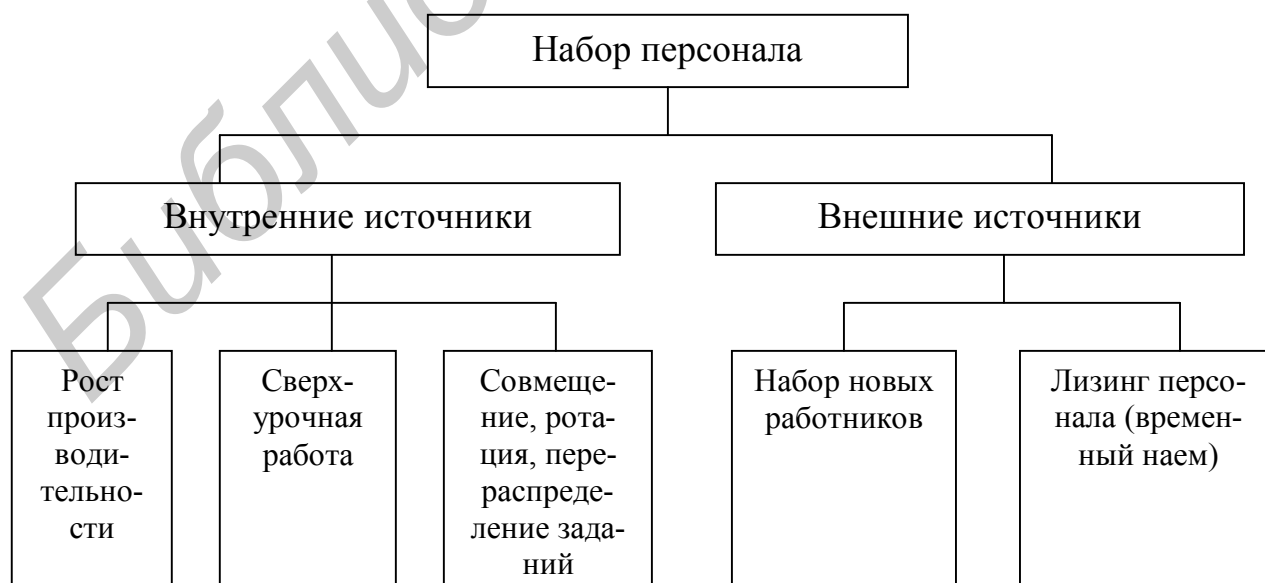 Набор персонала
Внутренние источники
Внешние источники
Рост
произ-
води-
тельно-
сти
Сверх-
урочная
работа
Совмеще-
ние, рота-
ция, пере-
распреде-
ление зада-
ний
Набор новых
работников
Лизинг персо-
нала (времен-
ный наем)